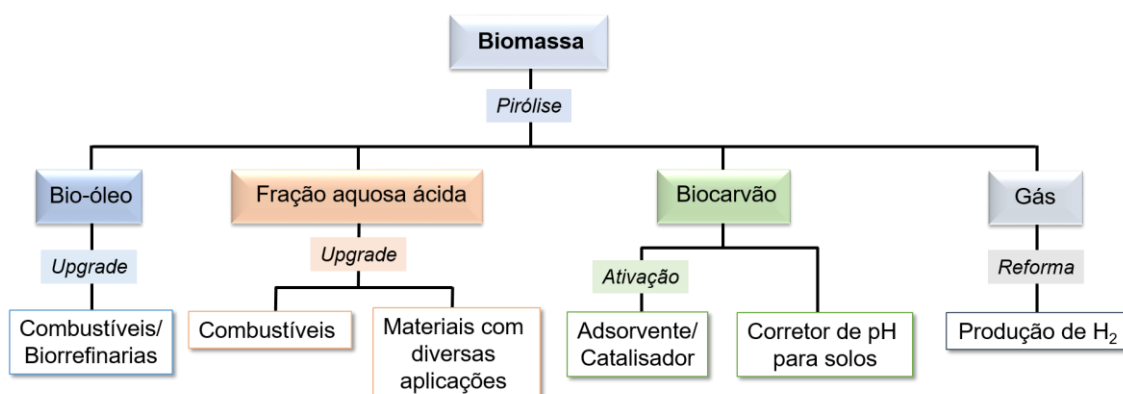 Biomassa
Pirólise
Bio-óleo
Fração aquosa ácida
Biocarvão
Gás
Upgrade
Upgrade
Ativação
Reforma
Combustíveis/
Biorrefinarias
Combustíveis
Materiais com
diversas
aplicações
Adsorvente/
Catalisador
Corretor de pH
para solos
Produção de H₂